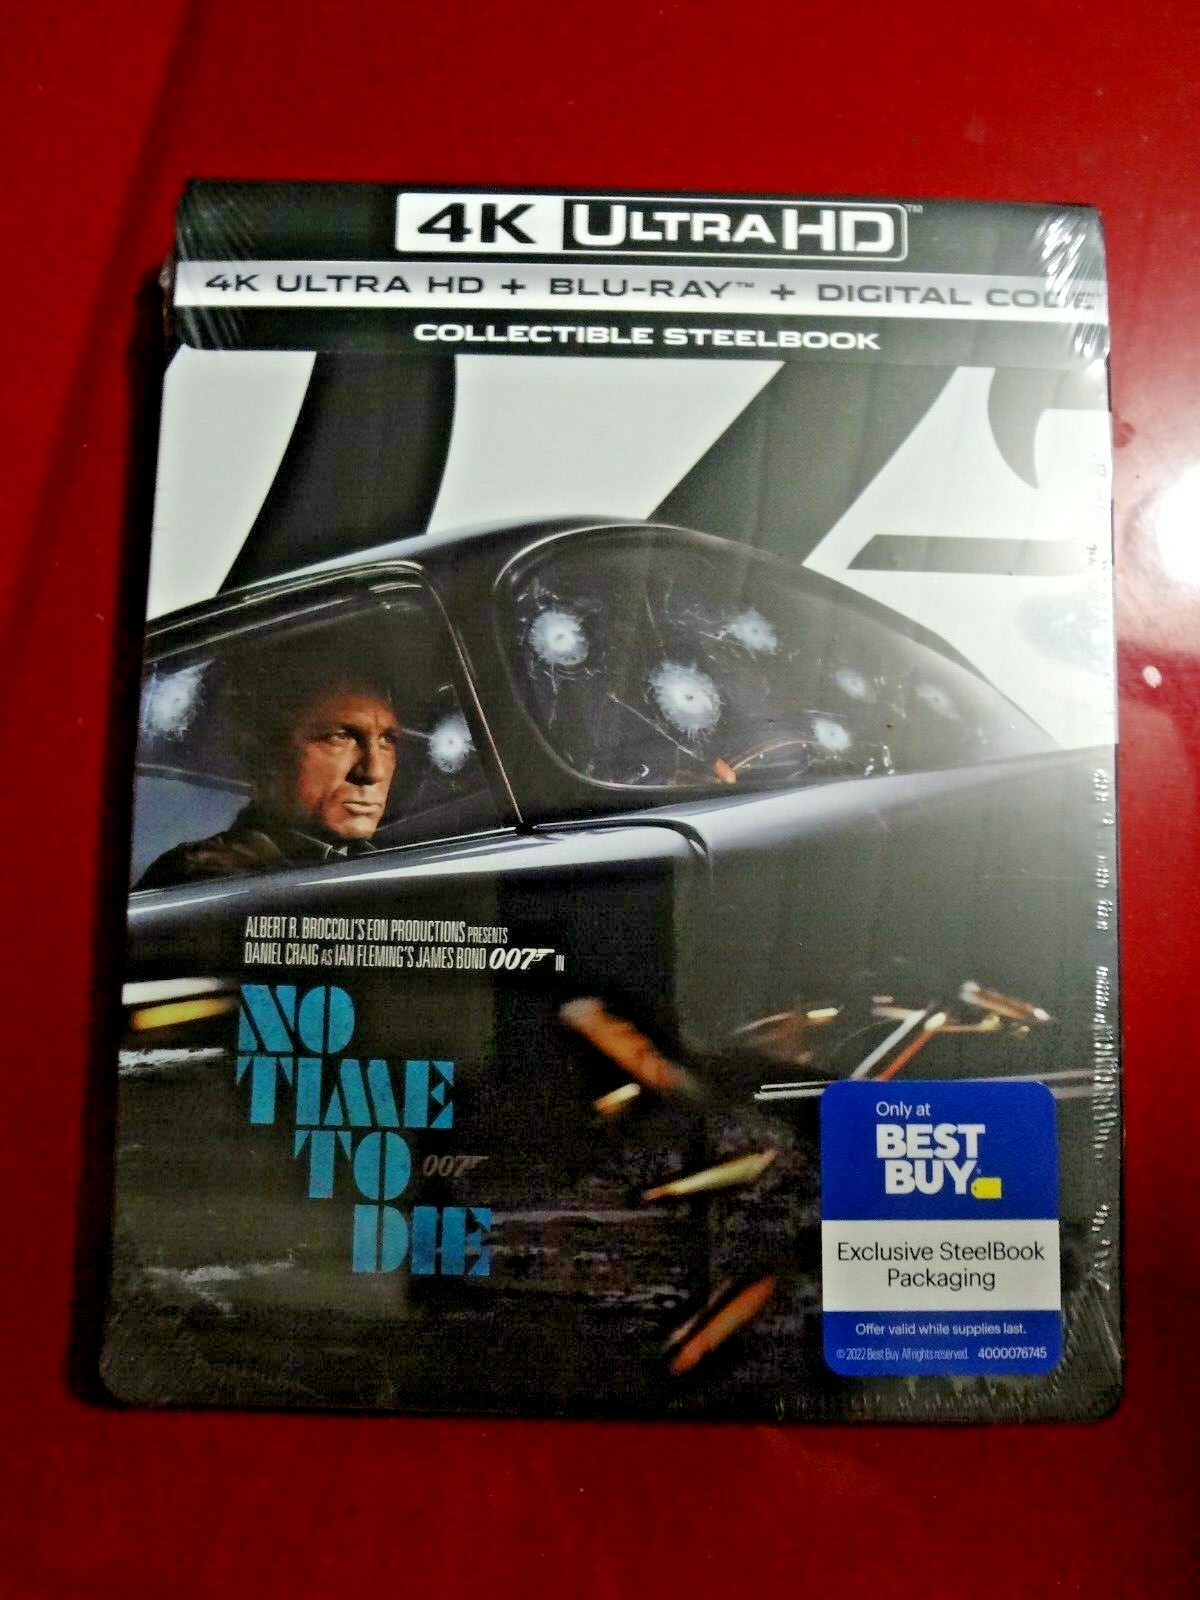 4K ULTRA HD™
4K ULTRA HD + BLU-RAY™ + DIGITAL CODE
COLLECTIBLE STEELBOOK
ALBERT R. BROCCOLI'S EON PRODUCTIONS PRESENTS
DANIEL CRAIG AS IAN FLEMING'S JAMES BOND 007 IN
NO
TIME
TO 007
DIE
Only at
BEST
BUY
Exclusive SteelBook
Packaging
Offer valid while supplies last.
© 2022 Best Buy All rights reserved. 4000076745